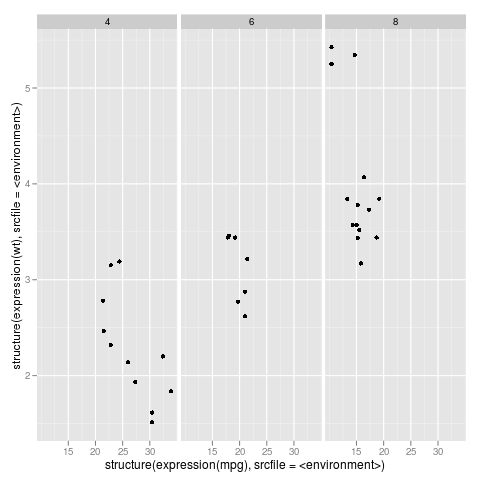 4 6 8
structure(expression(wt), srcfile = <environment>)
5
4
3
2
15 20 25 30 15 20 25 30 15 20 25 30
structure(expression(mpg), srcfile = <environment>)